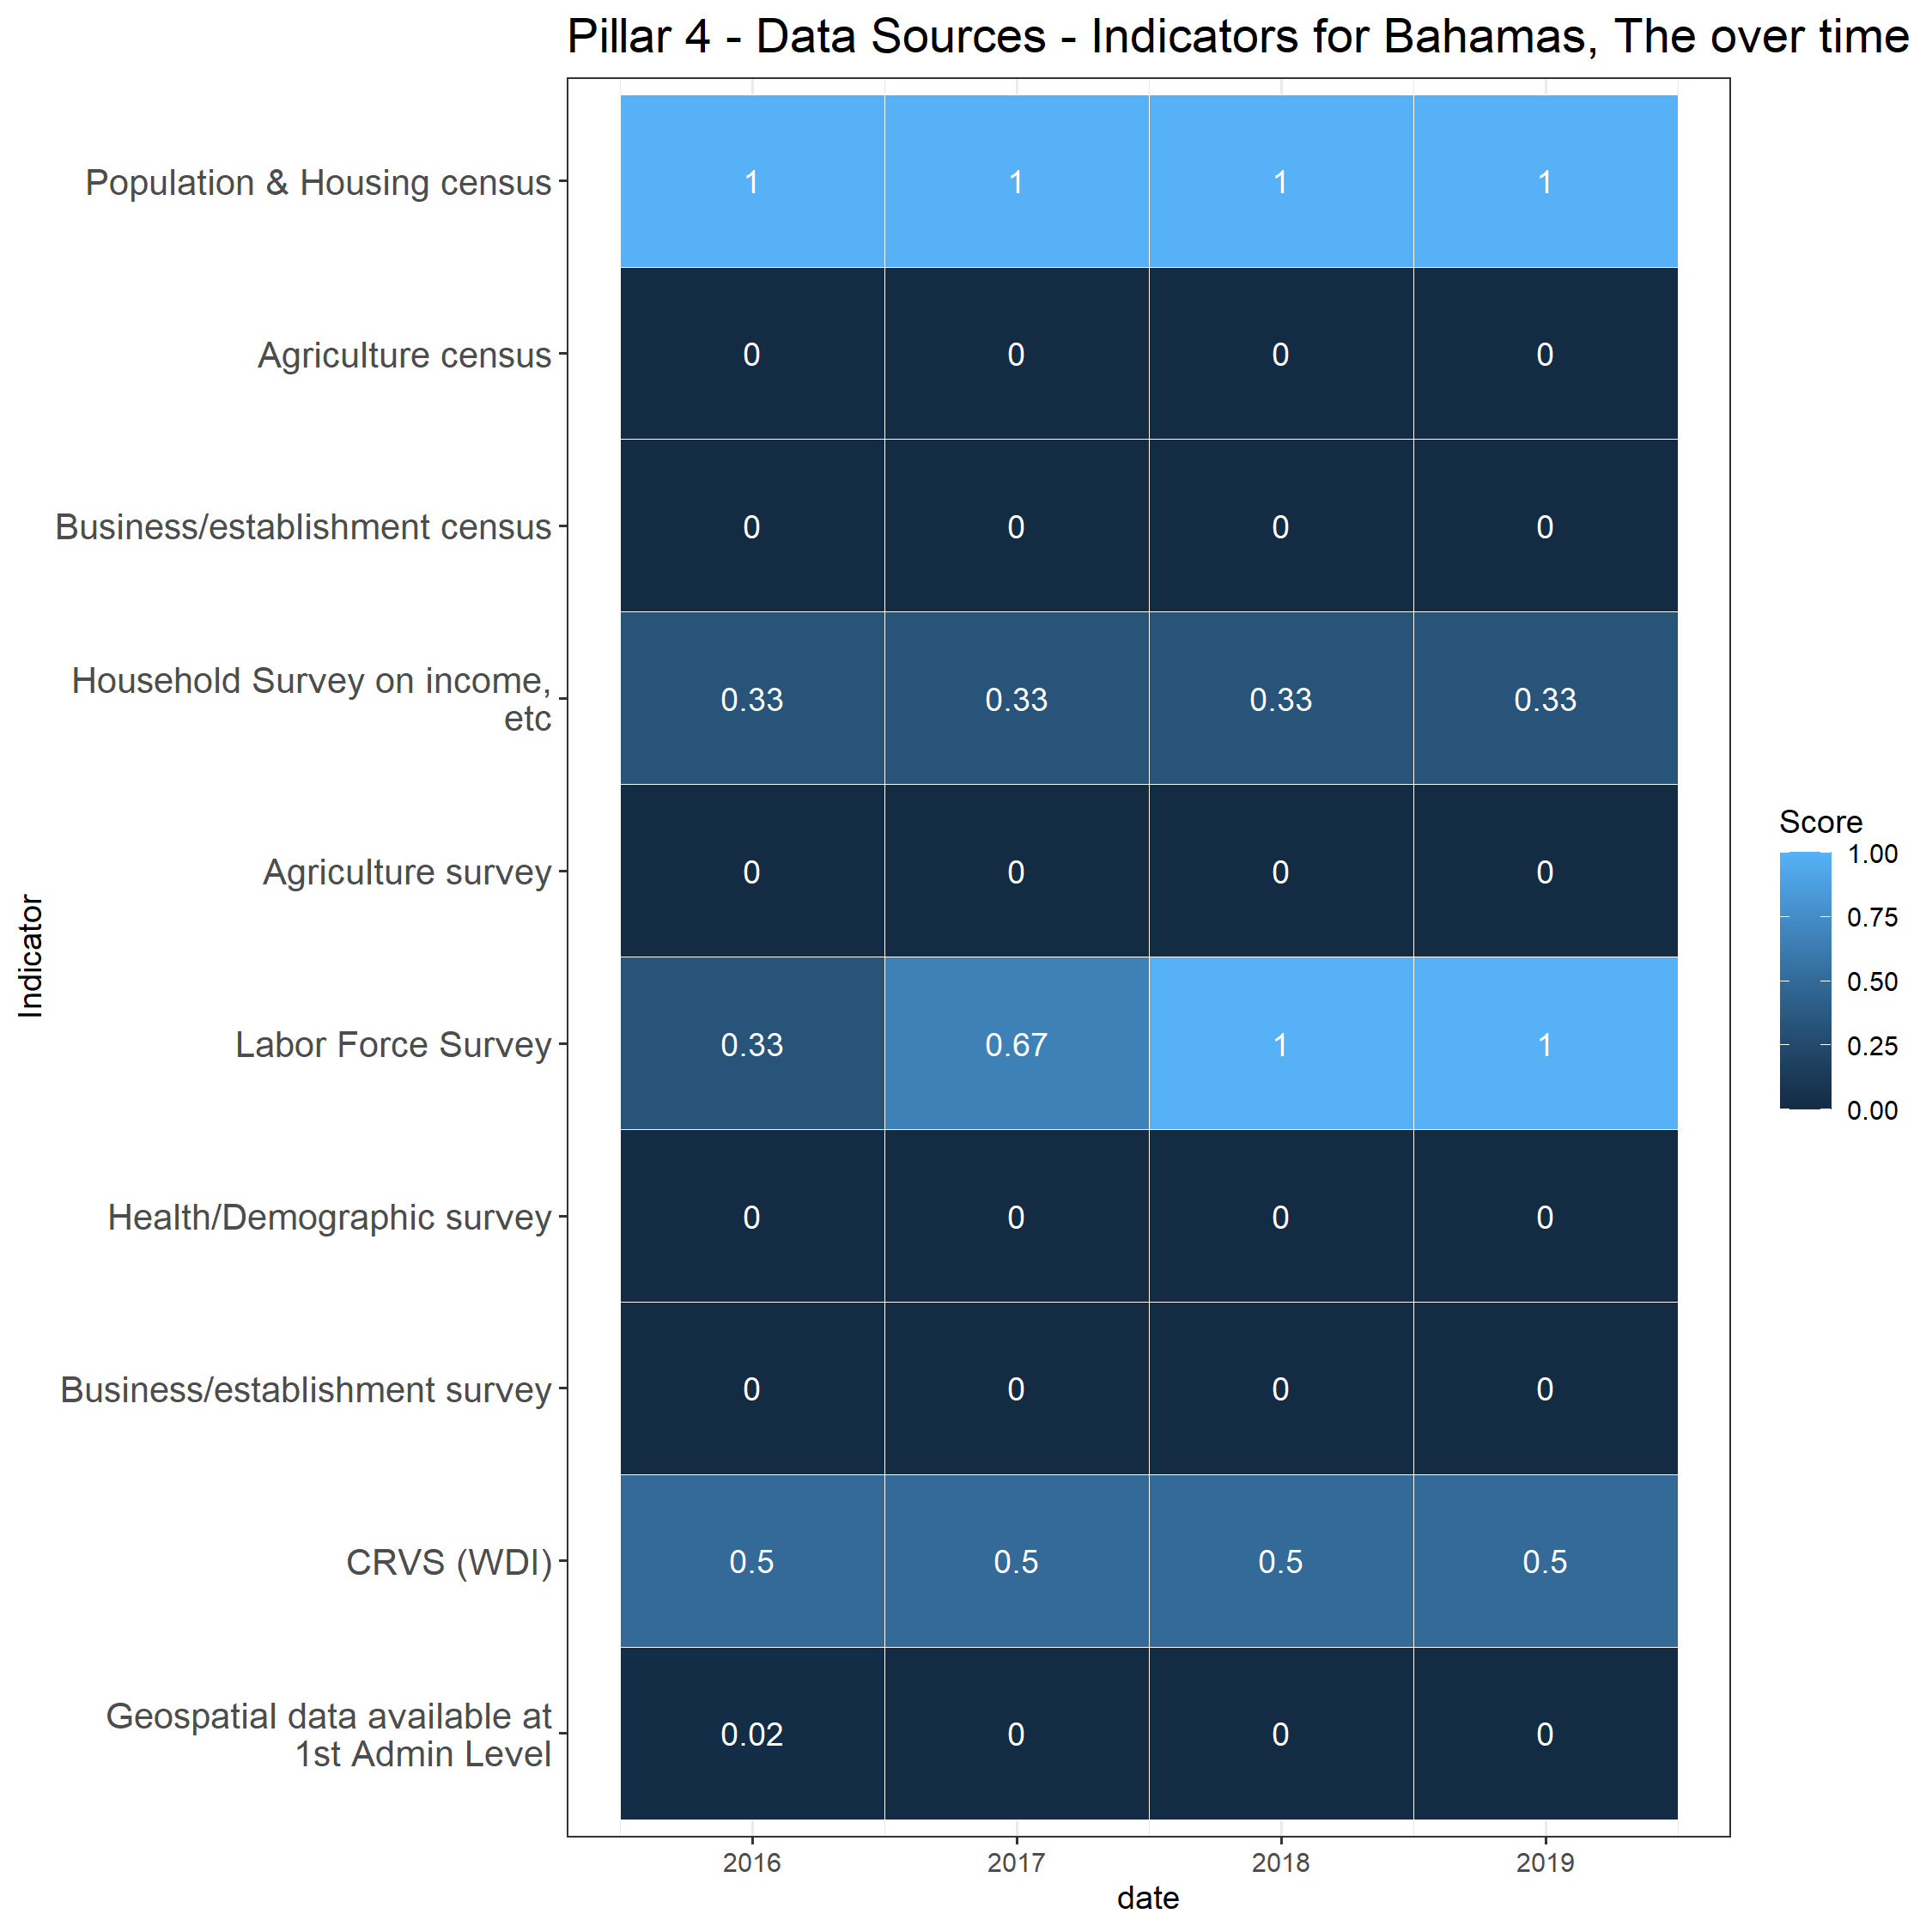 Pillar 4 - Data Sources - Indicators for Bahamas, The over time
Population & Housing census
1 1 1 1
Agriculture census
0 0 0 0
Business/establishment census
0 0 0 0
Household Survey on income,
etc
0.33 0.33 0.33 0.33
Agriculture survey
0 0 0 0
Labor Force Survey
0.33 0.67 1 1
Health/Demographic survey
0 0 0 0
Business/establishment survey
0 0 0 0
CRVS (WDI)
0.5 0.5 0.5 0.5
Geospatial data available at
1st Admin Level
0.02 0 0 0
2016 2017 2018 2019
date
Indicator
Score
1.00
0.75
0.50
0.25
0.00